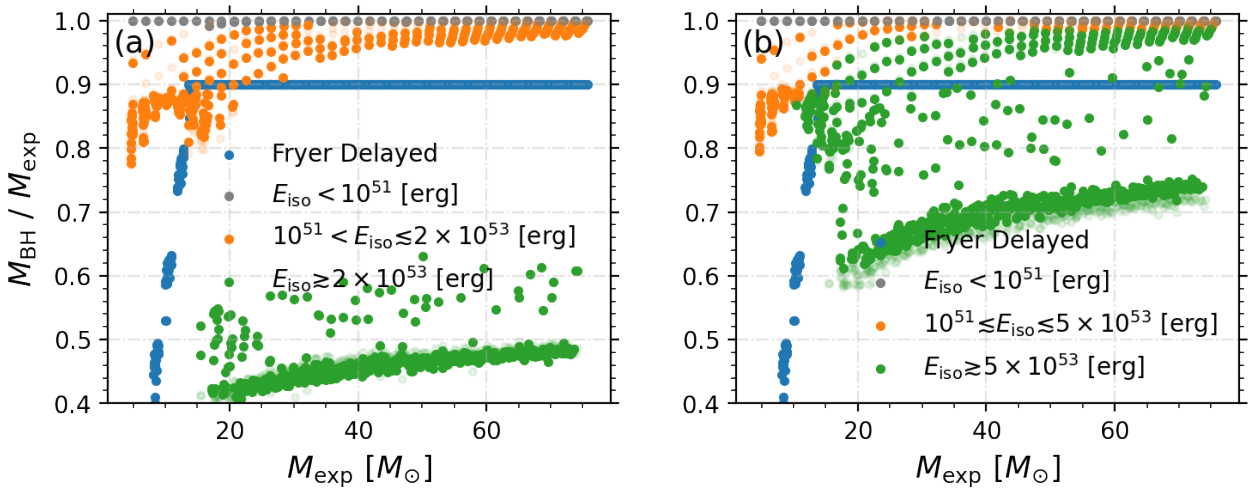 (a)
1.0
0.9
0.8
0.7
0.6
0.5
0.4
M_BH / M_exp
Fryer Delayed
E_iso < 10^51 [erg]
10^51 < E_iso ≲ 2 × 10^53 [erg]
E_iso ≳ 2 × 10^53 [erg]
20 40 60
M_exp [M_⊙]
(b)
1.0
0.9
0.8
0.7
0.6
0.5
0.4
Fryer Delayed
E_iso < 10^51 [erg]
10^51 ≲ E_iso ≲ 5 × 10^53 [erg]
E_iso ≳ 5 × 10^53 [erg]
20 40 60
M_exp [M_⊙]